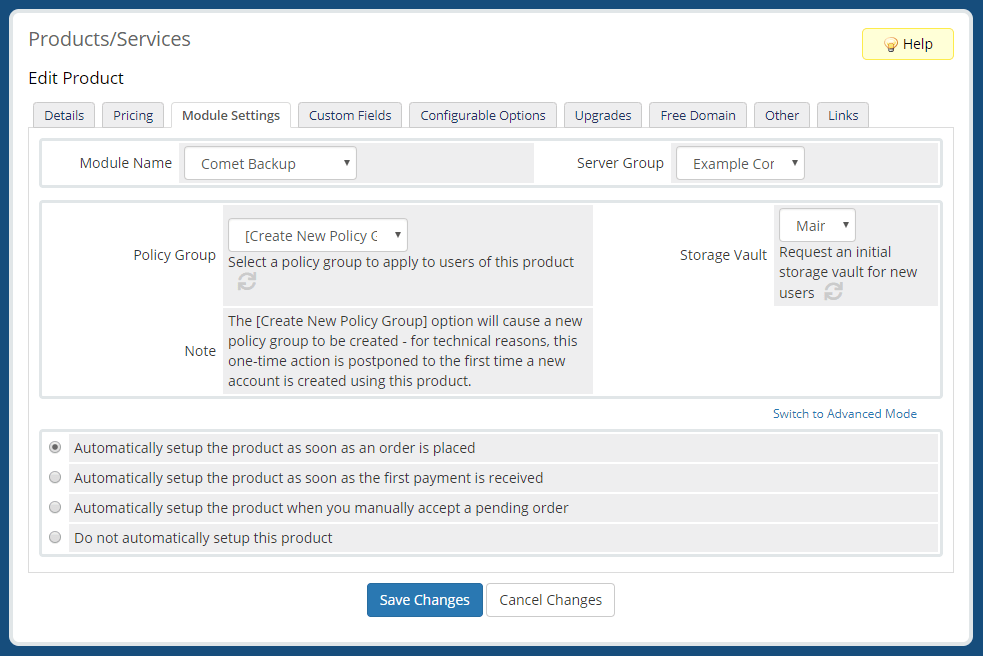 Products/Services
Help
Edit Product
Details
Pricing
Module Settings
Custom Fields
Configurable Options
Upgrades
Free Domain
Other
Links
Module Name
Comet Backup
Server Group
Example Cor
Policy Group
[Create New Policy G
Select a policy group to apply to users of this product
Storage Vault
Mair
Request an initial
storage vault for new
users
Note
The [Create New Policy Group] option will cause a new
policy group to be created - for technical reasons, this
one-time action is postponed to the first time a new
account is created using this product.
Switch to Advanced Mode
Automatically setup the product as soon as an order is placed
Automatically setup the product as soon as the first payment is received
Automatically setup the product when you manually accept a pending order
Do not automatically setup this product
Save Changes
Cancel Changes